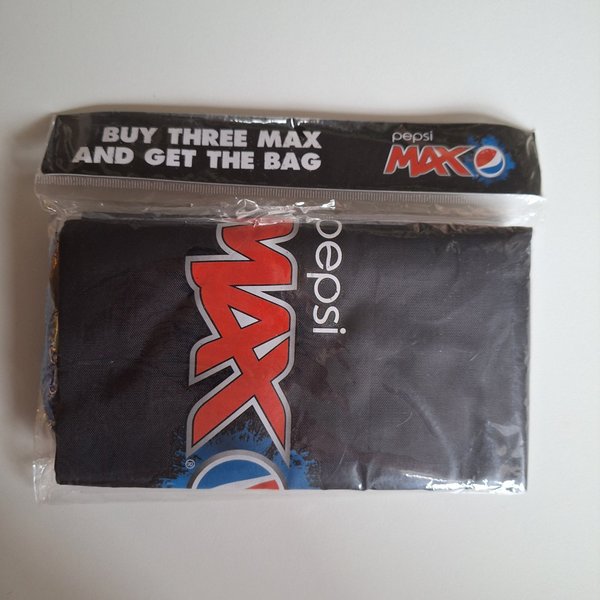 BUY THREE MAX
AND GET THE BAG
pepsi
MAX
pepsi
MAX
®